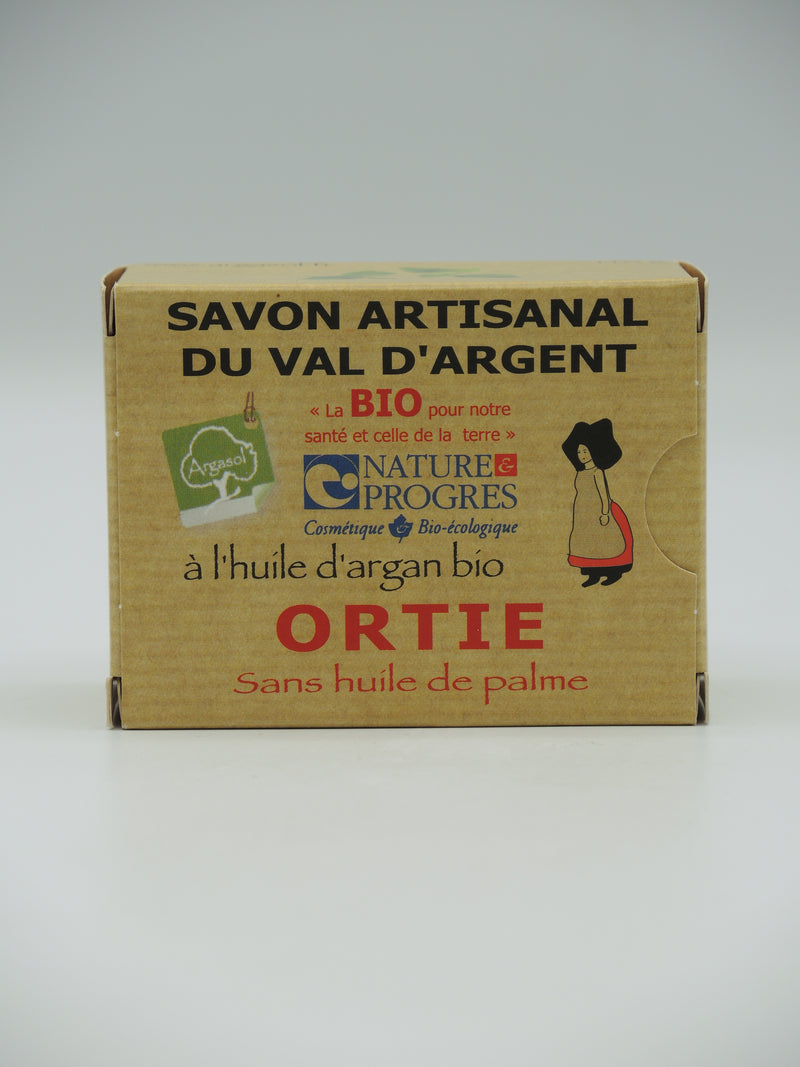 SAVON ARTISANAL
DU VAL D'ARGENT
« La BIO pour notre
santé et celle de la terre »
Argasol
NATURE &
PROGRES
Cosmétique & Bio-écologique
à l'huile d'argan bio
ORTIE
Sans huile de palme